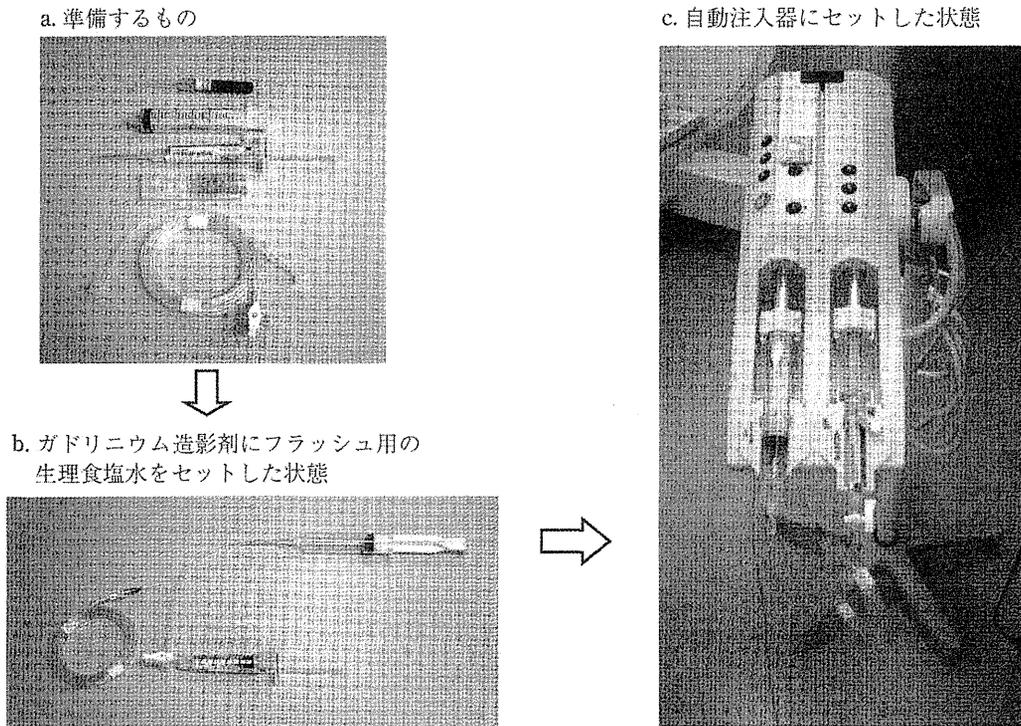 a. 準備するもの
b. ガドリニウム造影剤にフラッシュ用の
生理食塩水をセットした状態
c. 自動注入器にセットした状態